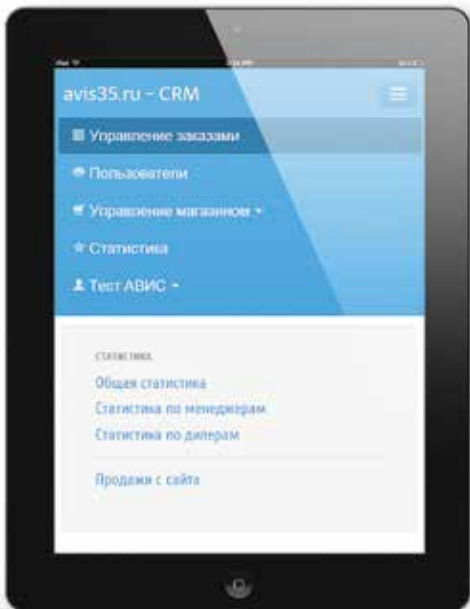 avis35.ru – CRM
Управление заказами
Пользователи
Управление магазином
Статистика
Тест АВИС
СТАТИСТИКА
Общая статистика
Статистика по менеджерам
Статистика по дилерам
Продажи с сайта